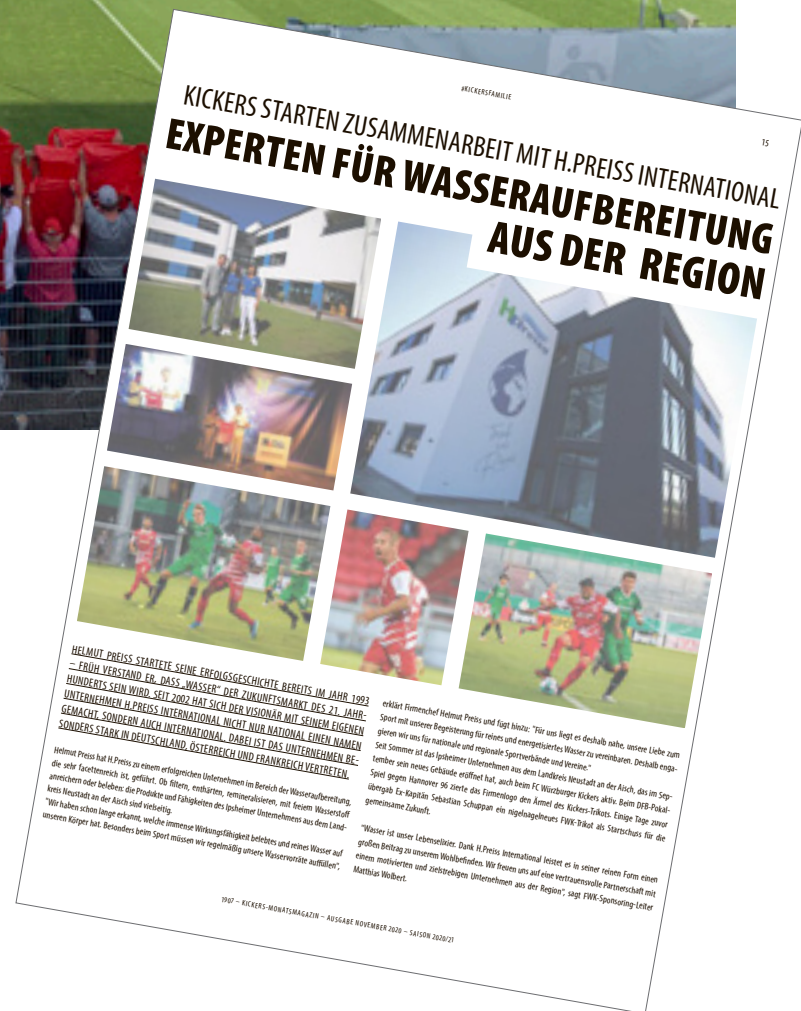 #KICKERSFAMILIE
15
KICKERS STARTEN ZUSAMMENARBEIT MIT H.PREISS INTERNATIONAL
EXPERTEN FÜR WASSERAUFBEREITUNG
AUS DER REGION
H.preiss
HELMUT PREISS STARTETE SEINE ERFOLGSGESCHICHTE BEREITS IM JAHR 1993
– FRÜH VERSTAND ER, DASS „WASSER“ DER ZUKUNFTSMARKT DES 21. JAHR-
HUNDERTS SEIN WIRD. SEIT 2002 HAT SICH DER VISIONÄR MIT SEINEM EIGENEN
UNTERNEHMEN H.PREISS INTERNATIONAL NICHT NUR NATIONAL EINEN NAMEN
GEMACHT, SONDERN AUCH INTERNATIONAL. DABEI IST DAS UNTERNEHMEN BE-
SONDERS STARK IN DEUTSCHLAND, ÖSTERREICH UND FRANKREICH VERTRETEN.
Helmut Preiss hat H.Preiss zu einem erfolgreichen Unternehmen im Bereich der Wasseraufbereitung,
die sehr facettenreich ist, geführt. Ob filtern, enthärten, remineralisieren, mit freiem Wasserstoff
anreichern oder beleben: die Produkte und Fähigkeiten des Ipsheimer Unternehmens aus dem Land-
kreis Neustadt an der Aisch sind vielseitig.
"Wir haben schon lange erkannt, welche immense Wirkungsfähigkeit belebtes und reines Wasser auf
unseren Körper hat. Besonders beim Sport müssen wir regelmäßig unsere Wasservorräte auffüllen",
erklärt Firmenchef Helmut Preiss und fügt hinzu: "Für uns liegt es deshalb nahe, unsere Liebe zum
Sport mit unserer Begeisterung für reines und energetisiertes Wasser zu vereinbaren. Deshalb enga-
gieren wir uns für nationale und regionale Sportverbände und Vereine."
Seit Sommer ist das Ipsheimer Unternehmen aus dem Landkreis Neustadt an der Aisch, das im Sep-
tember sein neues Gebäude eröffnet hat, auch beim FC Würzburger Kickers aktiv. Beim DFB-Pokal-
Spiel gegen Hannover 96 zierte das Firmenlogo den Ärmel des Kickers-Trikots. Einige Tage zuvor
übergab Ex-Kapitän Sebastian Schuppan ein nigelnagelneues FWK-Trikot als Startschuss für die
gemeinsame Zukunft.
"Wasser ist unser Lebenselixier. Dank H.Preiss International leistet es in seiner reinen Form einen
großen Beitrag zu unserem Wohlbefinden. Wir freuen uns auf eine vertrauensvolle Partnerschaft mit
einem motivierten und zielstrebigen Unternehmen aus der Region", sagt FWK-Sponsoring-Leiter
Matthias Wolbert.
1907 – KICKERS-MONATSMAGAZIN – AUSGABE NOVEMBER 2020 – SAISON 2020/21